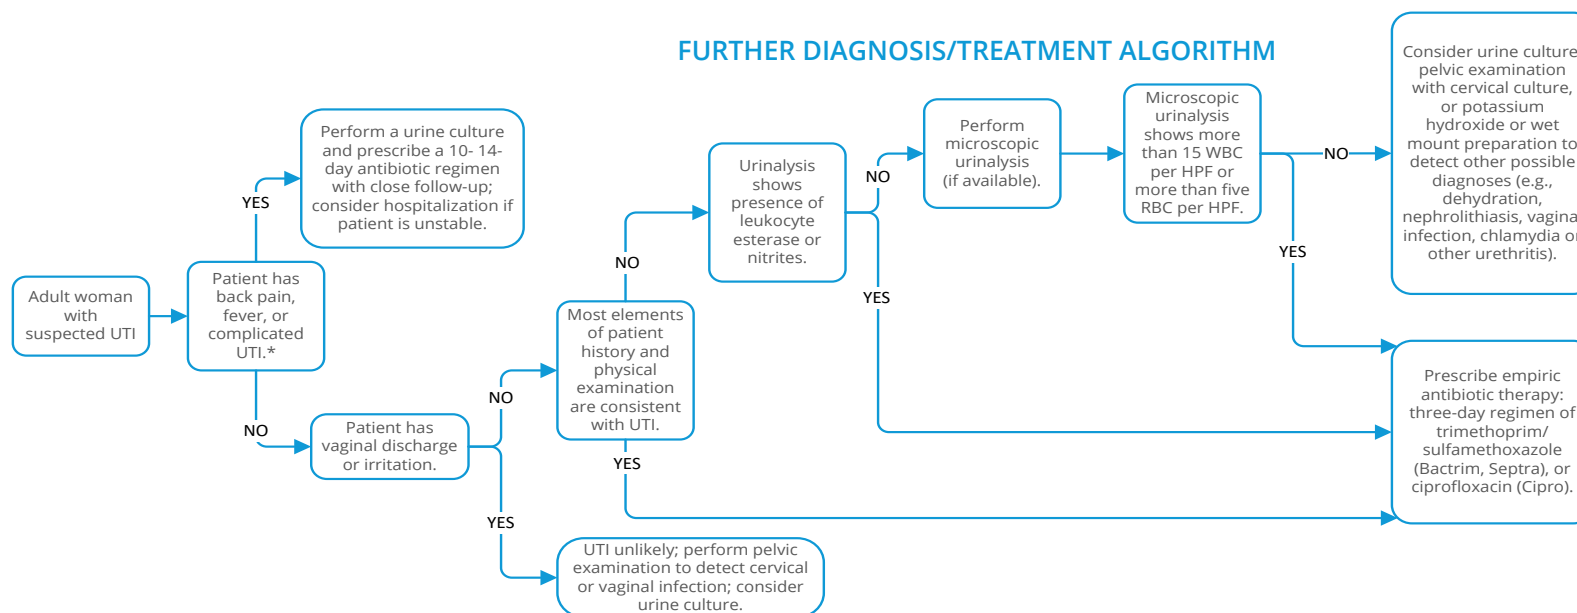 FURTHER DIAGNOSIS/TREATMENT ALGORITHM
Adult woman
with
suspected UTI
Patient has
back pain,
fever, or
complicated
UTI.*
YES
Perform a urine culture
and prescribe a 10- 14-
day antibiotic regimen
with close follow-up;
consider hospitalization if
patient is unstable.
NO
Patient has
vaginal discharge
or irritation.
YES
UTI unlikely; perform pelvic
examination to detect cervical
or vaginal infection; consider
urine culture.
NO
Most elements
of patient
history and
physical
examination
are consistent
with UTI.
YES
NO
Urinalysis
shows
presence of
leukocyte
esterase or
nitrites.
YES
NO
Perform
microscopic
urinalysis
(if available).
Microscopic
urinalysis
shows more
than 15 WBC
per HPF or
more than five
RBC per HPF.
YES
NO
Consider urine culture
pelvic examination
with cervical culture,
or potassium
hydroxide or wet
mount preparation to
detect other possible
diagnoses (e.g.,
dehydration,
nephrolithiasis, vagina
infection, chlamydia or
other urethritis).
Prescribe empiric
antibiotic therapy:
three-day regimen of
trimethoprim/
sulfamethoxazole
(Bactrim, Septra), or
ciprofloxacin (Cipro).